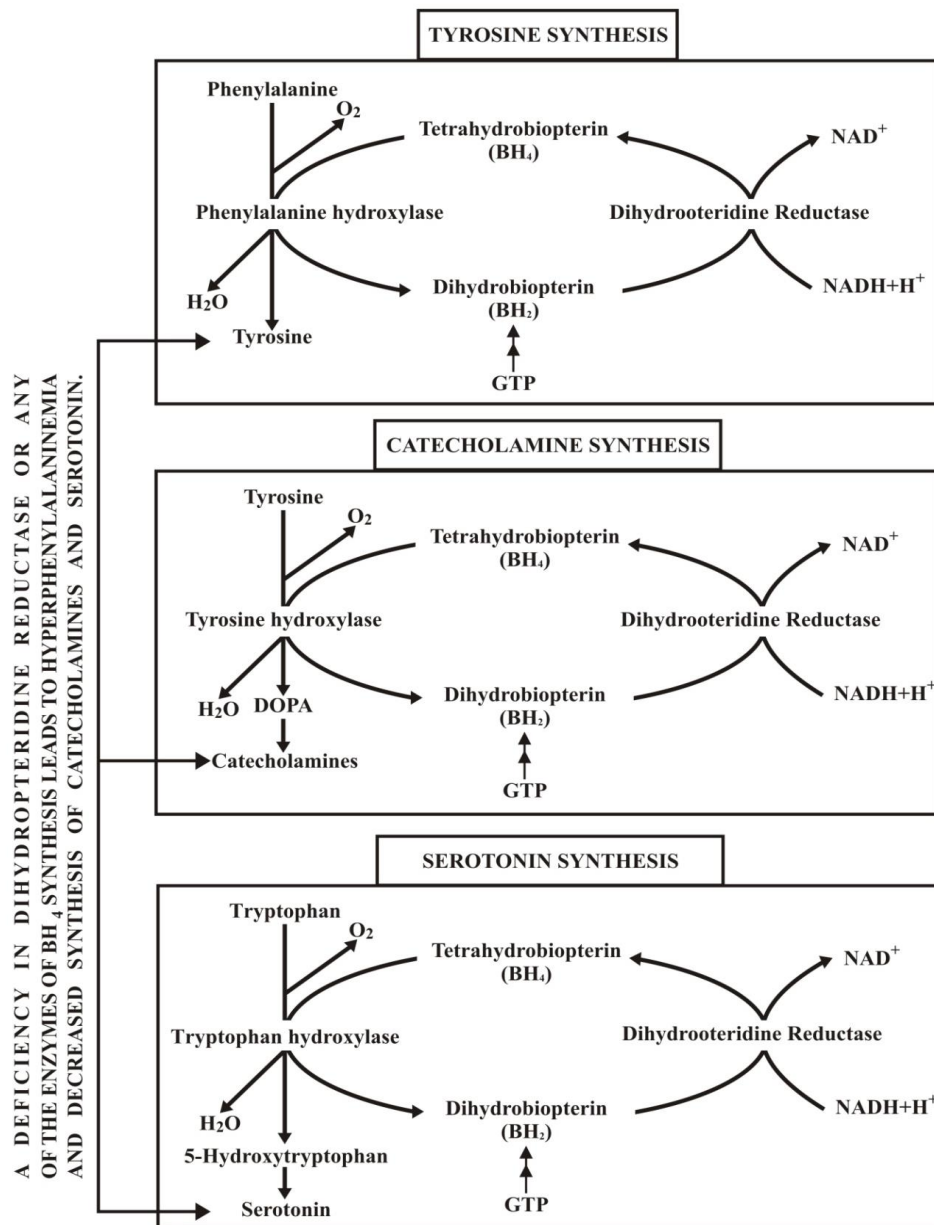 TYROSINE SYNTHESIS
Phenylalanine
O2
Tetrahydrobiopterin
(BH4)
NAD+
Phenylalanine hydroxylase
Dihydrooteridine Reductase
H2O
Dihydrobiopterin
(BH2)
NADH+H+
Tyrosine
GTP
CATECHOLAMINE SYNTHESIS
Tyrosine
O2
Tetrahydrobiopterin
(BH4)
NAD+
Tyrosine hydroxylase
Dihydrooteridine Reductase
H2O
DOPA
Dihydrobiopterin
(BH2)
NADH+H+
Catecholamines
GTP
SEROTONIN SYNTHESIS
Tryptophan
O2
Tetrahydrobiopterin
(BH4)
NAD+
Tryptophan hydroxylase
Dihydrooteridine Reductase
H2O
Dihydrobiopterin
(BH2)
NADH+H+
5-Hydroxytryptophan
Serotonin
GTP
A DEFICIENCY IN DIHYDROPTERIDINE REDUCTASE OR ANY
OF THE ENZYMES OF BH4 SYNTHESIS LEADS TO HYPERPHENYLALANINEMIA
AND DECREASED SYNTHESIS OF CATECHOLAMINES AND SEROTONIN.